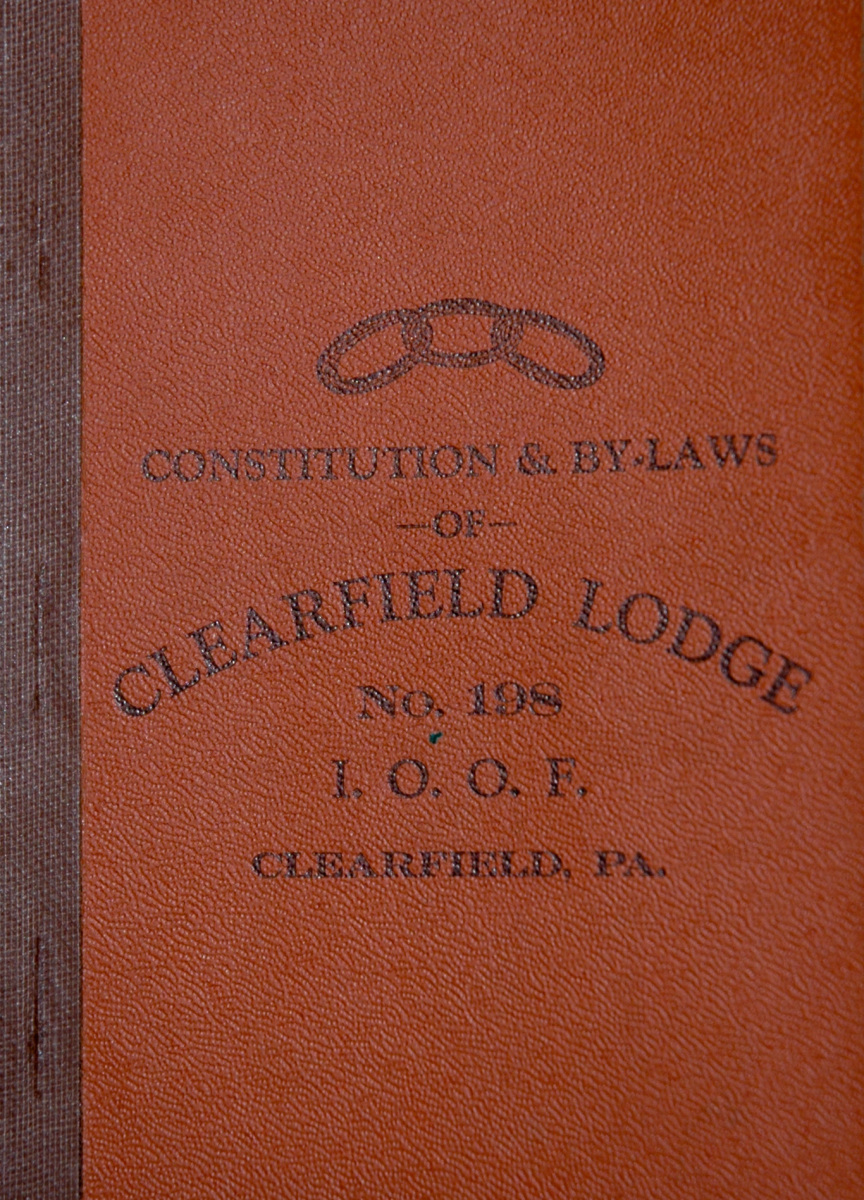 CONSTITUTION & BY-LAWS
—OF—
CLEARFIELD LODGE
No. 198
I. O. O. F.
CLEARFIELD, PA.